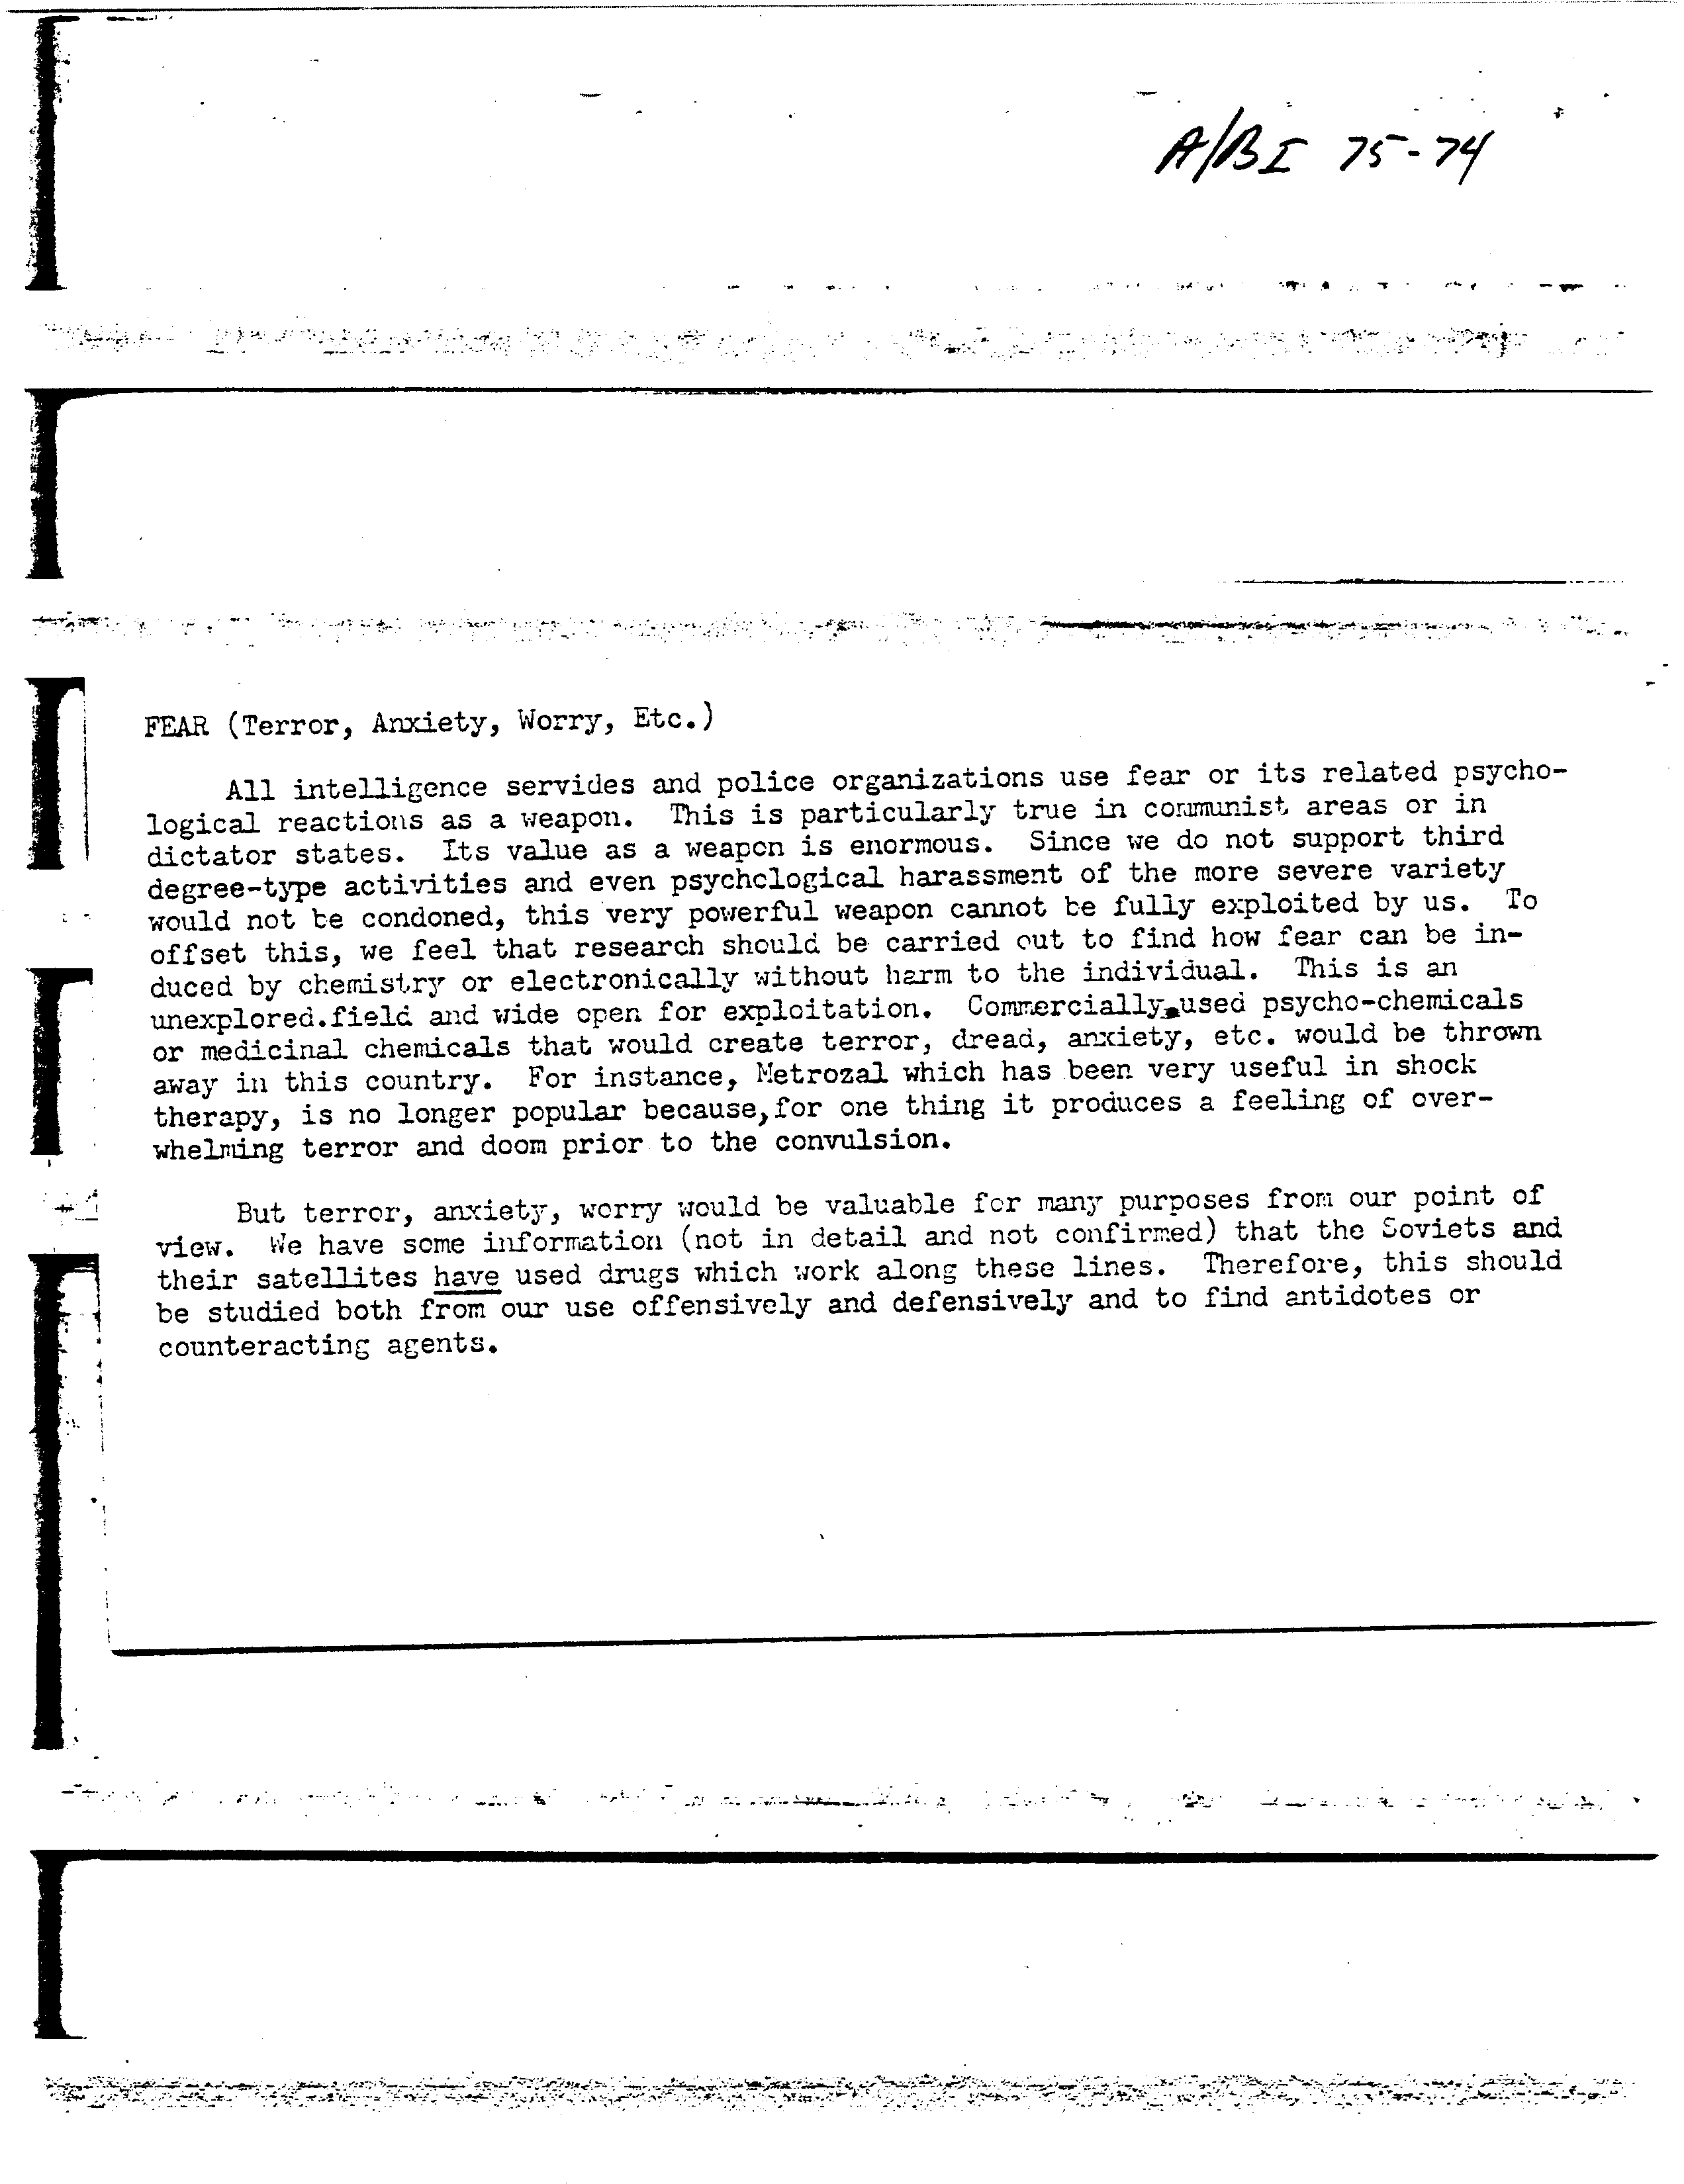 A/BI 75-74
FEAR (Terror, Anxiety, Worry, Etc.)
All intelligence servides and police organizations use fear or its related psycho-
logical reactions as a weapon. This is particularly true in communist areas or in
dictator states. Its value as a weapon is enormous. Since we do not support third
degree-type activities and even psychological harassment of the more severe variety
would not be condoned, this very powerful weapon cannot be fully exploited by us. To
offset this, we feel that research should be carried out to find how fear can be in-
duced by chemistry or electronically without harm to the individual. This is an
unexplored.field and wide open for exploitation. Commercially used psycho-chemicals
or medicinal chemicals that would create terror, dread, anxiety, etc. would be thrown
away in this country. For instance, Metrozal which has been very useful in shock
therapy, is no longer popular because, for one thing it produces a feeling of over-
whelming terror and doom prior to the convulsion.
But terror, anxiety, worry would be valuable for many purposes from our point of
view. We have some information (not in detail and not confirmed) that the Soviets and
their satellites have used drugs which work along these lines. Therefore, this should
be studied both from our use offensively and defensively and to find antidotes or
counteracting agents.